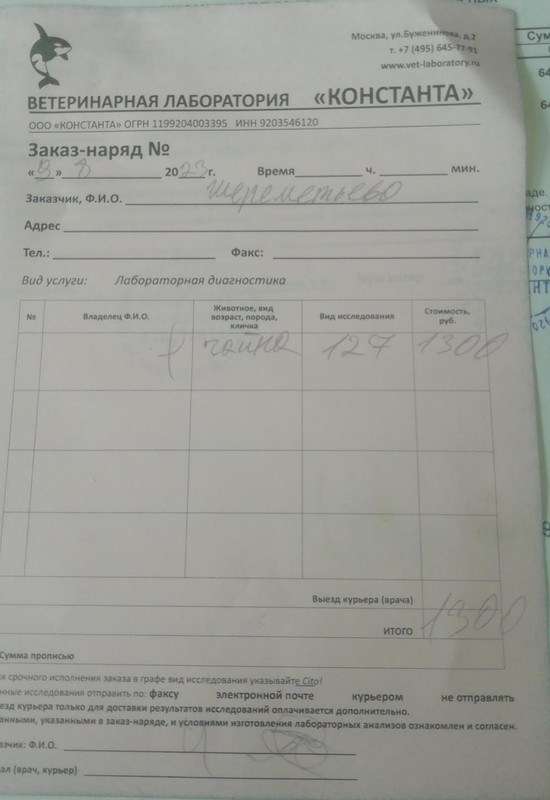 Москва, ул.Буженинова, д.2
т. +7 (495) 645-77-91
www.vet-laboratory.ru
ВЕТЕРИНАРНАЯ ЛАБОРАТОРИЯ «КОНСТАНТА»
ООО «КОНСТАНТА» ОГРН 1199204003395 ИНН 9203546120
Заказ-наряд №
«9» 8 2023г. Время ч. мин.
Заказчик, Ф.И.О. Шереметьево
Адрес
Тел.: Факс:
Вид услуги: Лабораторная диагностика
№ Владелец Ф.И.О. Животное, вид возраст, порода, кличка Вид исследования Стоимость, руб.
чайна 127 1300
Выезд курьера (врача)
ИТОГО 1300
Сумма прописью
я срочного исполнения заказа в графе вид исследования указывайте Cito!
нные исследования отправить по: факсу электронной почте курьером не отправлять
езд курьера только для доставки результатов исследований оплачивается дополнительно.
анными, указанными в заказ-наряде, и условиями изготовления лабораторных анализов ознакомлен и согласен.
азчик: Ф.И.О.
ал (врач, курьер)